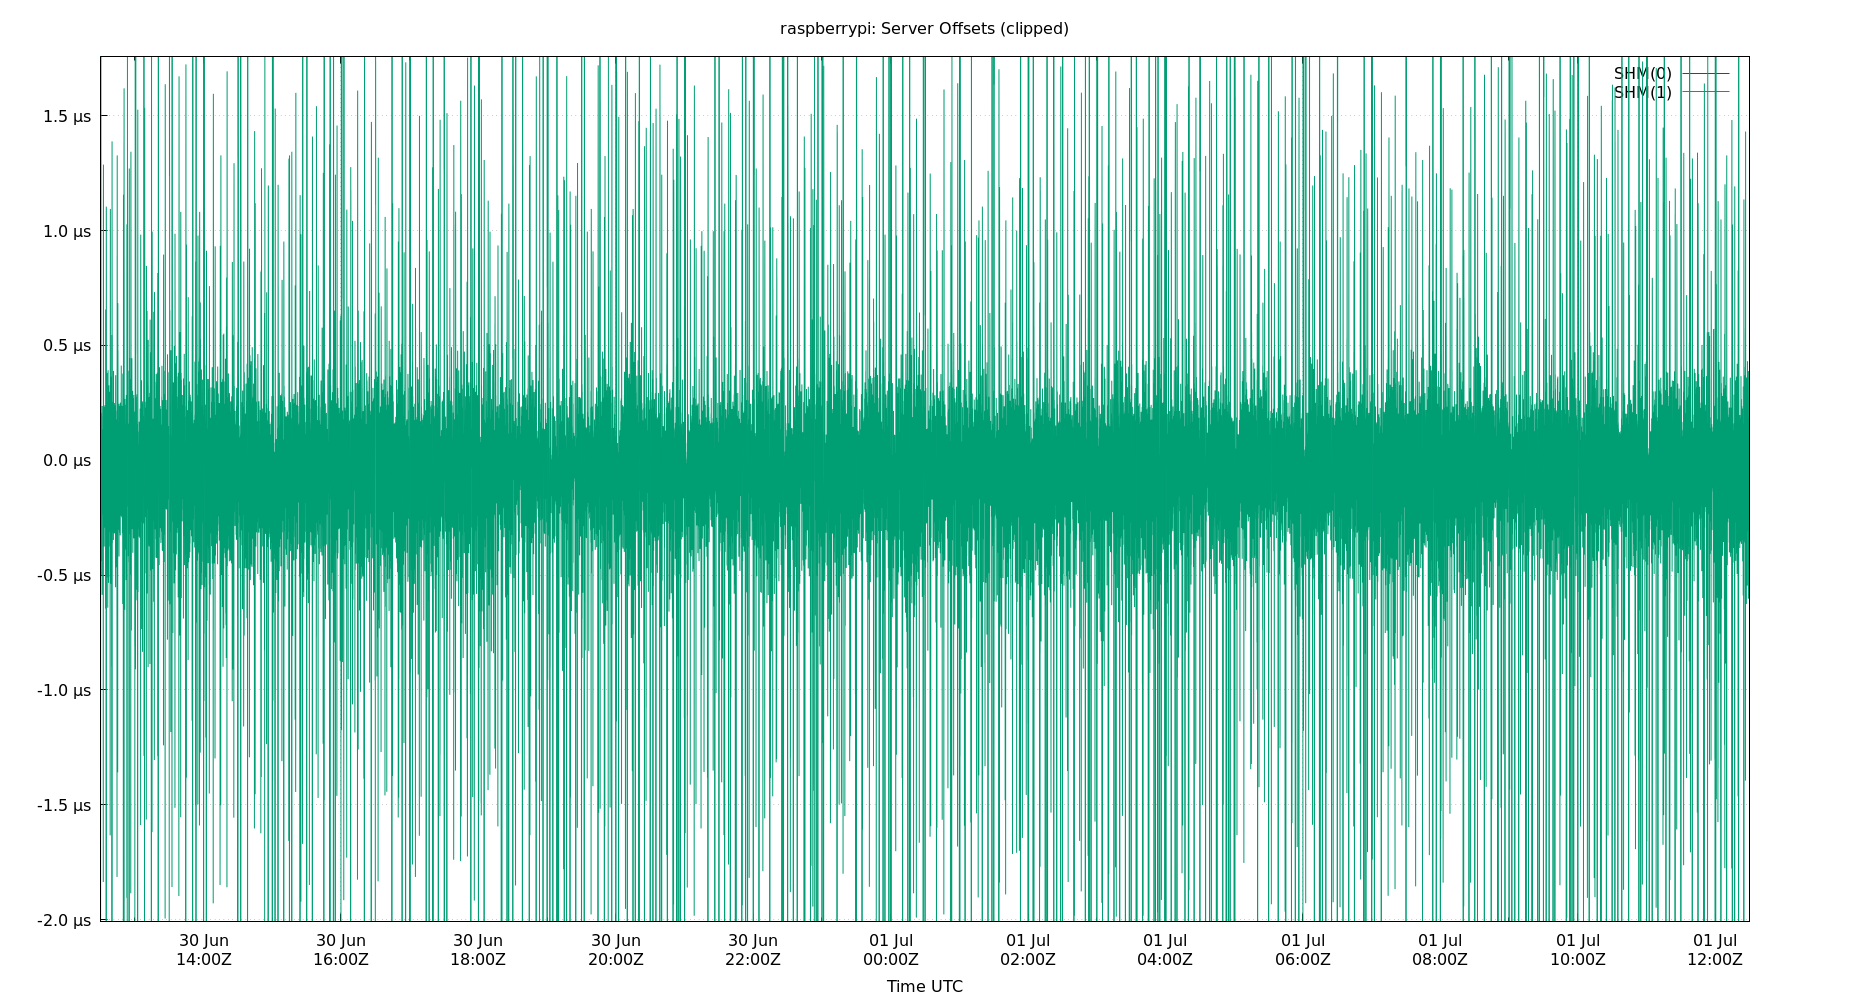 raspberrypi: Server Offsets (clipped)
SHM(0)
SHM(1)
1.5 µs
1.0 µs
0.5 µs
0.0 µs
-0.5 µs
-1.0 µs
-1.5 µs
-2.0 µs
30 Jun 30 Jun 30 Jun 30 Jun 30 Jun 01 Jul 01 Jul 01 Jul 01 Jul 01 Jul 01 Jul 01 Jul
14:00Z 16:00Z 18:00Z 20:00Z 22:00Z 00:00Z 02:00Z 04:00Z 06:00Z 08:00Z 10:00Z 12:00Z
Time UTC